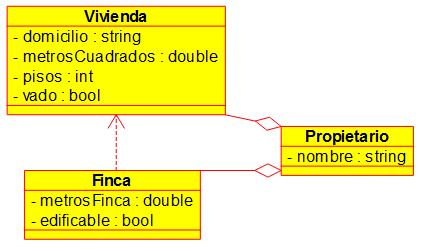 Vivienda
- domicilio : string
- metrosCuadrados : double
- pisos : int
- vado : bool
Propietario
- nombre : string
Finca
- metrosFinca : double
- edificable : bool